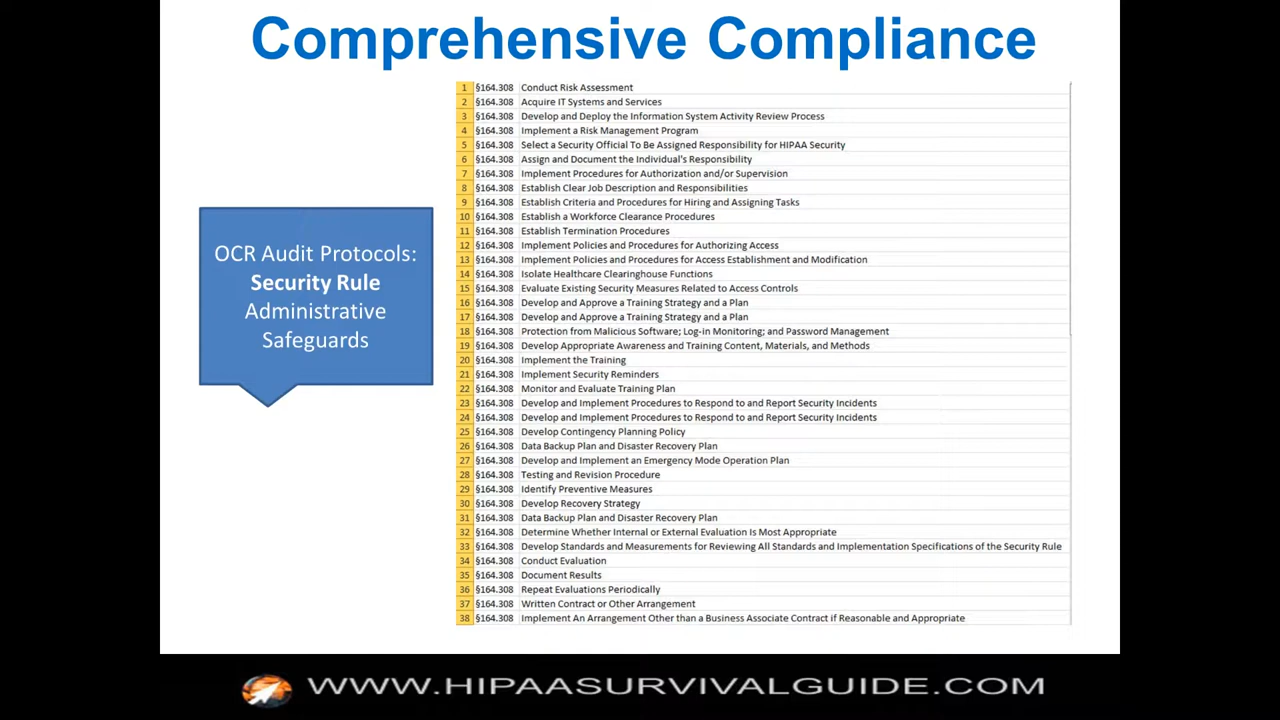 Comprehensive Compliance
OCR Audit Protocols:
Security Rule
Administrative
Safeguards
1 §164.308 Conduct Risk Assessment
2 §164.308 Acquire IT Systems and Services
3 §164.308 Develop and Deploy the Information System Activity Review Process
4 §164.308 Implement a Risk Management Program
5 §164.308 Select a Security Official To Be Assigned Responsibility for HIPAA Security
6 §164.308 Assign and Document the Individual's Responsibility
7 §164.308 Implement Procedures for Authorization and/or Supervision
8 §164.308 Establish Clear Job Description and Responsibilities
9 §164.308 Establish Criteria and Procedures for Hiring and Assigning Tasks
10 §164.308 Establish a Workforce Clearance Procedures
11 §164.308 Establish Termination Procedures
12 §164.308 Implement Policies and Procedures for Authorizing Access
13 §164.308 Implement Policies and Procedures for Access Establishment and Modification
14 §164.308 Isolate Healthcare Clearinghouse Functions
15 §164.308 Evaluate Existing Security Measures Related to Access Controls
16 §164.308 Develop and Approve a Training Strategy and a Plan
17 §164.308 Develop and Approve a Training Strategy and a Plan
18 §164.308 Protection from Malicious Software; Log-in Monitoring; and Password Management
19 §164.308 Develop Appropriate Awareness and Training Content, Materials, and Methods
20 §164.308 Implement the Training
21 §164.308 Implement Security Reminders
22 §164.308 Monitor and Evaluate Training Plan
23 §164.308 Develop and Implement Procedures to Respond to and Report Security Incidents
24 §164.308 Develop and Implement Procedures to Respond to and Report Security Incidents
25 §164.308 Develop Contingency Planning Policy
26 §164.308 Data Backup Plan and Disaster Recovery Plan
27 §164.308 Develop and Implement an Emergency Mode Operation Plan
28 §164.308 Testing and Revision Procedure
29 §164.308 Identify Preventive Measures
30 §164.308 Develop Recovery Strategy
31 §164.308 Data Backup Plan and Disaster Recovery Plan
32 §164.308 Determine Whether Internal or External Evaluation Is Most Appropriate
33 §164.308 Develop Standards and Measurements for Reviewing All Standards and Implementation Specifications of the Security Rule
34 §164.308 Conduct Evaluation
35 §164.308 Document Results
36 §164.308 Repeat Evaluations Periodically
37 §164.308 Written Contract or Other Arrangement
38 §164.308 Implement An Arrangement Other than a Business Associate Contract if Reasonable and Appropriate
WWW.HIPAASURVIVALGUIDE.COM